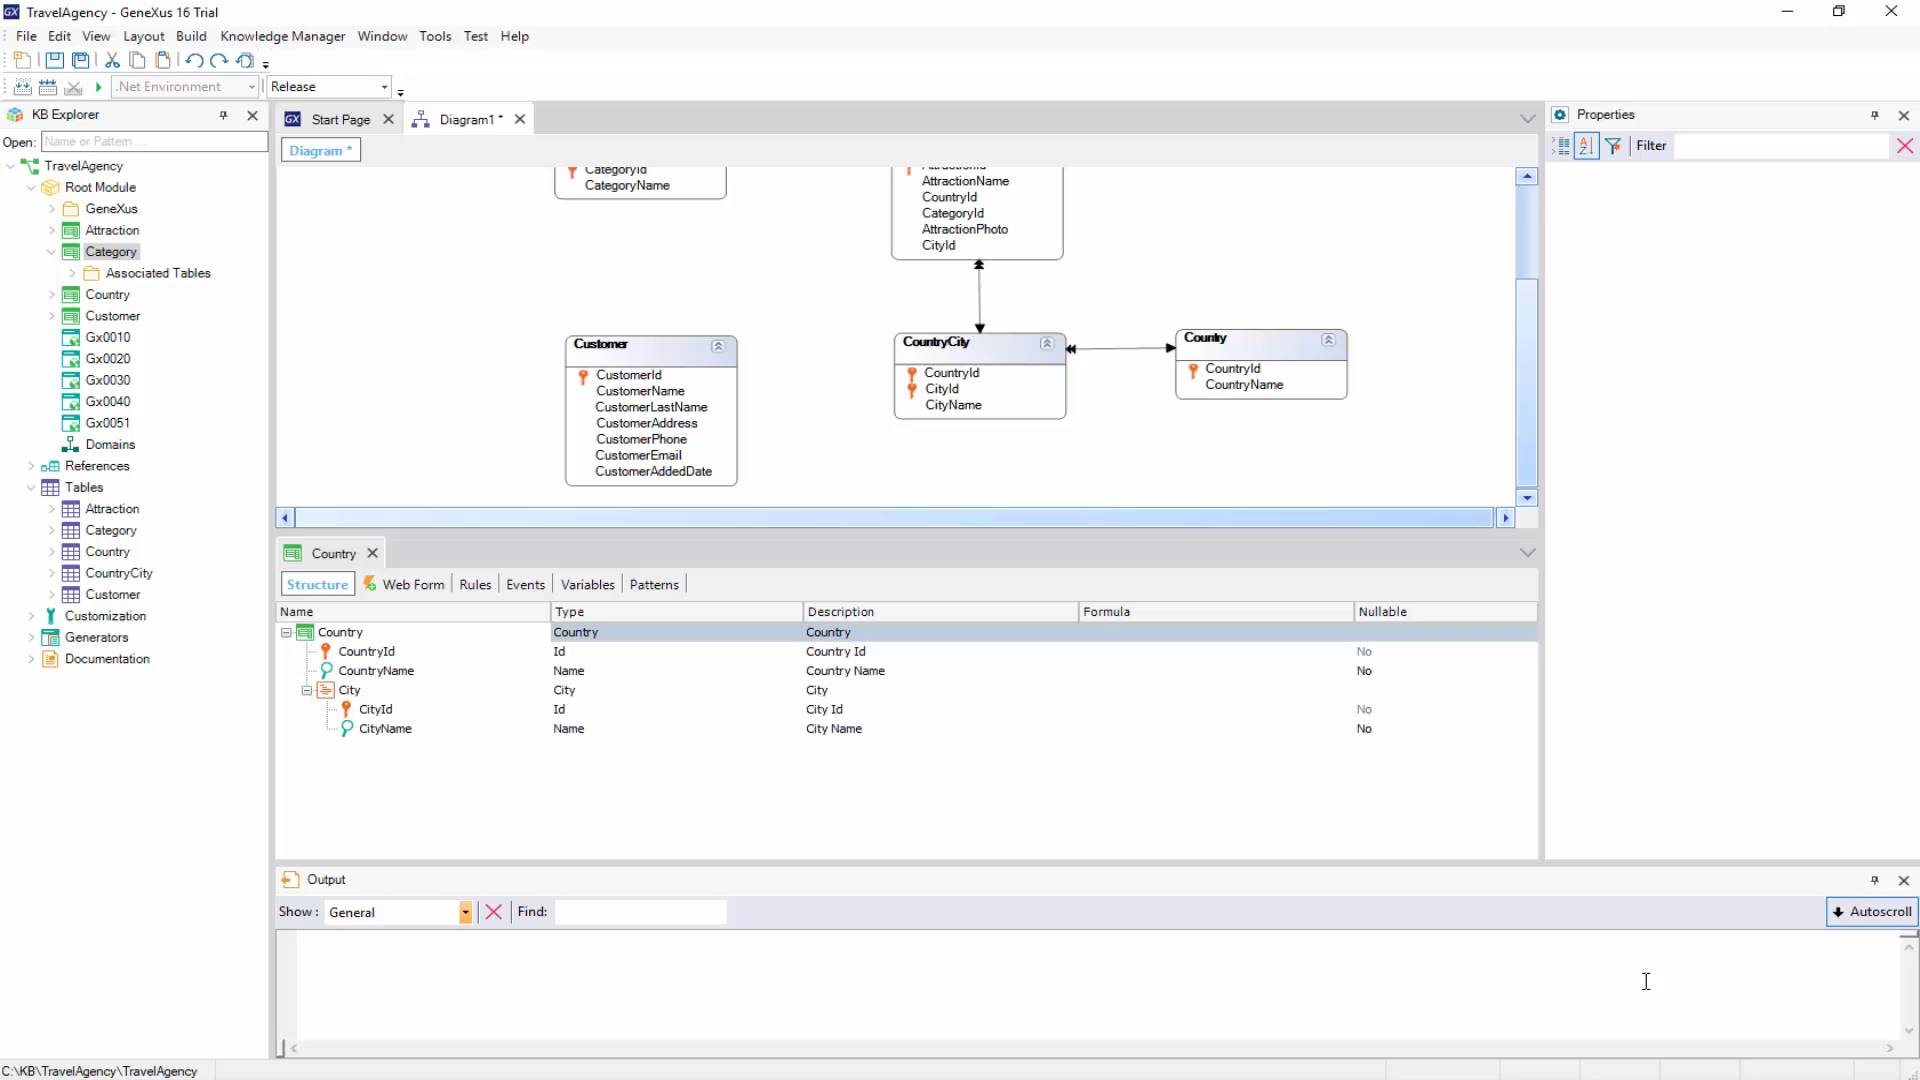 TravelAgency - GeneXus 16 Trial
File Edit View Layout Build Knowledge Manager Window Tools Test Help
.Net Environment Release
KB Explorer
Open: Name or Pattern ...
TravelAgency
Root Module
GeneXus
Attraction
Category
Associated Tables
Country
Customer
Gx0010
Gx0020
Gx0030
Gx0040
Gx0051
Domains
References
Tables
Attraction
Category
Country
CountryCity
Customer
Customization
Generators
Documentation
GX Start Page Diagram1 *
Diagram *
CategoryId
CategoryName
AttractionId
AttractionName
CountryId
CategoryId
AttractionPhoto
CityId
Customer
CustomerId
CustomerName
CustomerLastName
CustomerAddress
CustomerPhone
CustomerEmail
CustomerAddedDate
CountryCity
CountryId
CityId
CityName
Country
CountryId
CountryName
Country
Structure Web Form Rules Events Variables Patterns
Name Type Description Formula Nullable
Country Country Country
CountryId Id Country Id No
CountryName Name Country Name No
City City City
CityId Id City Id No
CityName Name City Name No
Properties
Filter
Output
Show : General Find: Autoscroll
C:\KB\TravelAgency\TravelAgency